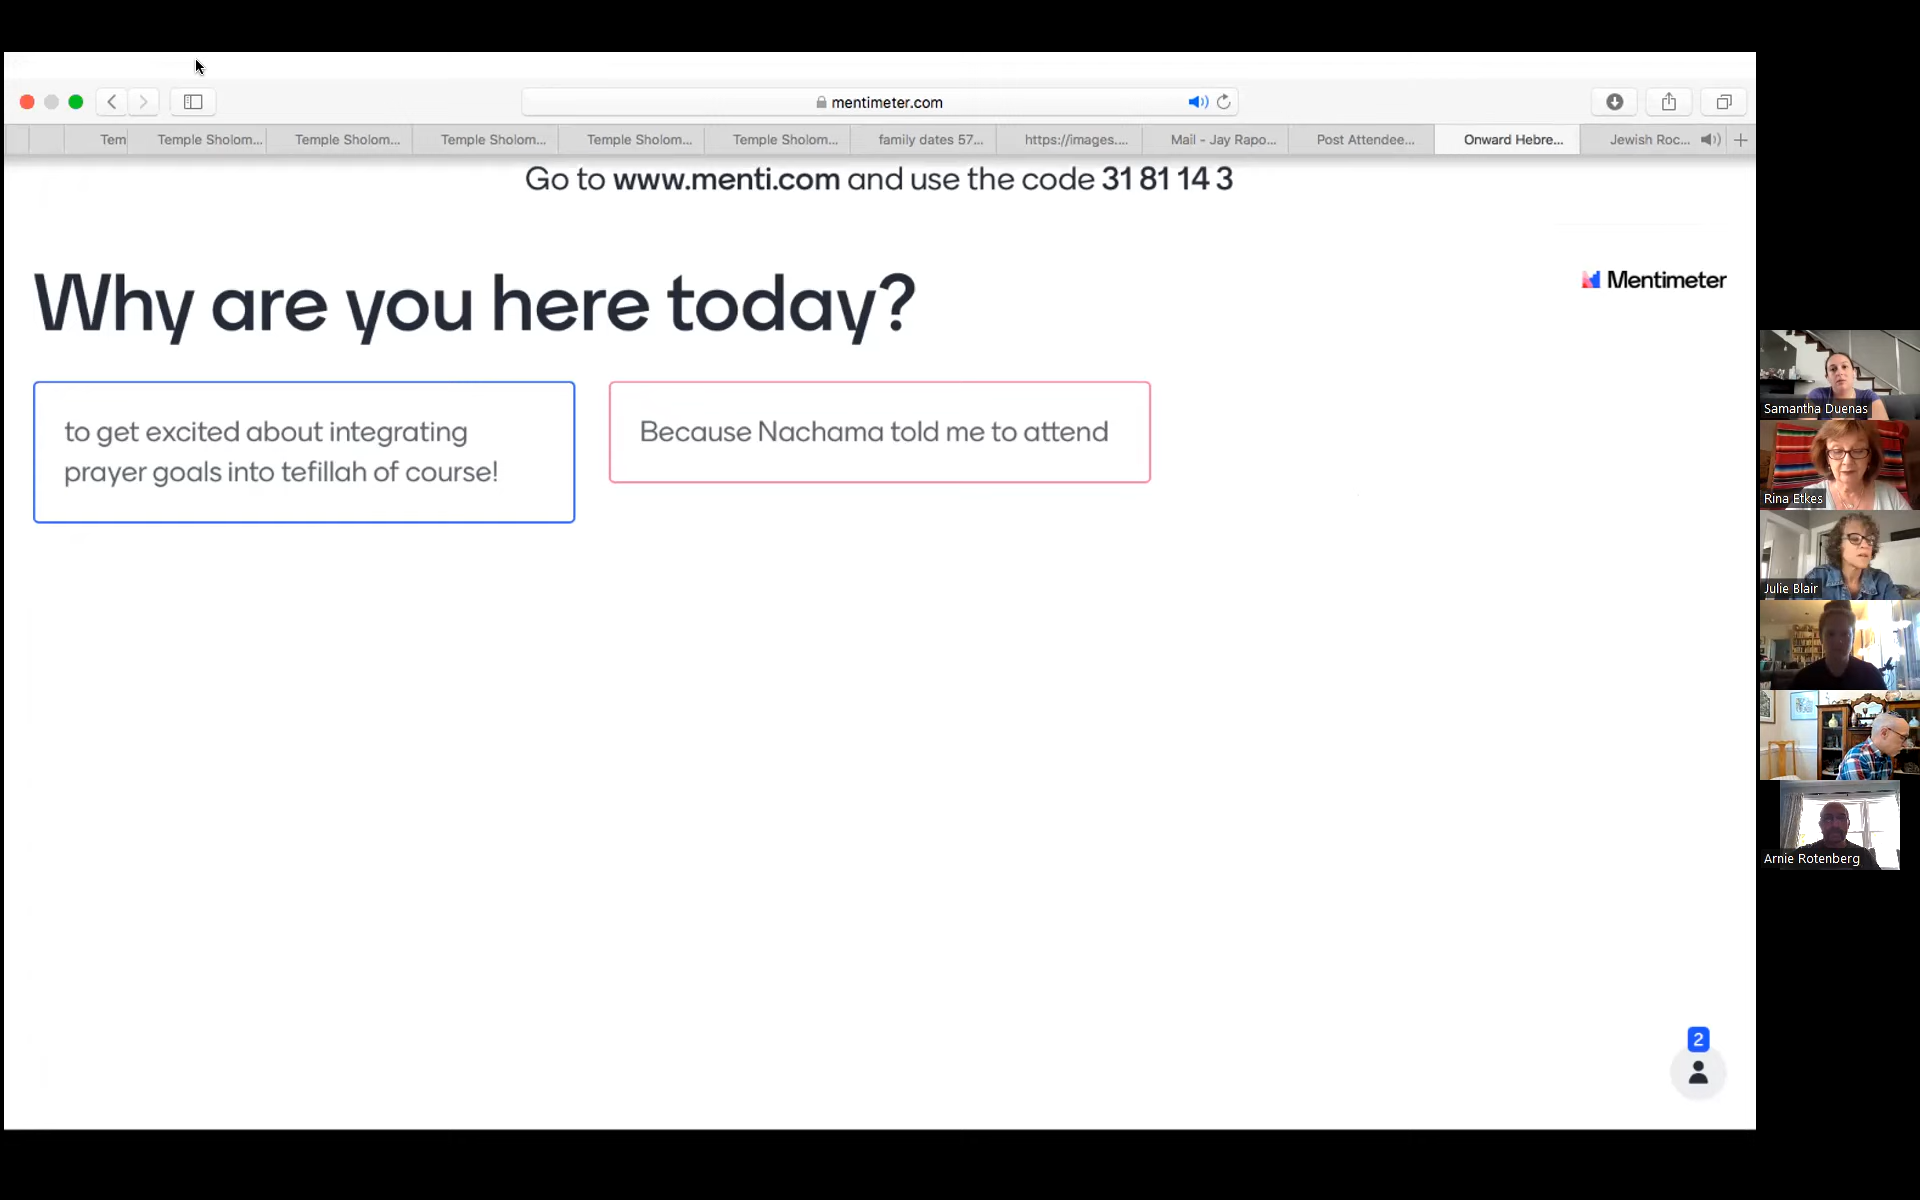 mentimeter.com
Tem
Temple Sholom...
Temple Sholom...
Temple Sholom...
Temple Sholom...
Temple Sholom...
family dates 57...
https://images....
Mail - Jay Rapo...
Post Attendee...
Onward Hebre...
Jewish Roc...
Go to www.menti.com and use the code 31 81 14 3
Why are you here today?
Mentimeter
to get excited about integrating
prayer goals into tefillah of course!
Because Nachama told me to attend
Samantha Duenas
Rina Etkes
Julie Blair
Arnie Rotenberg
2